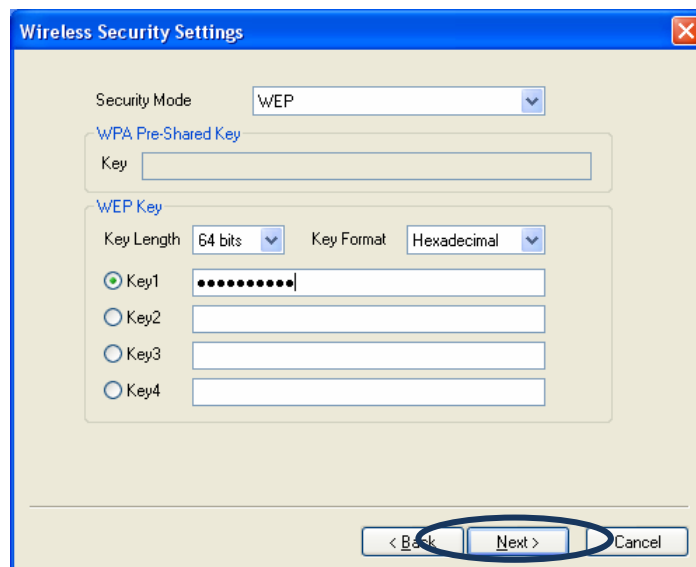 Wireless Security Settings
Security Mode WEP
WPA Pre-Shared Key
Key
WEP Key
Key Length 64 bits Key Format Hexadecimal
Key1 ●●●●●●●●●●
Key2
Key3
Key4
< Back Next > Cancel